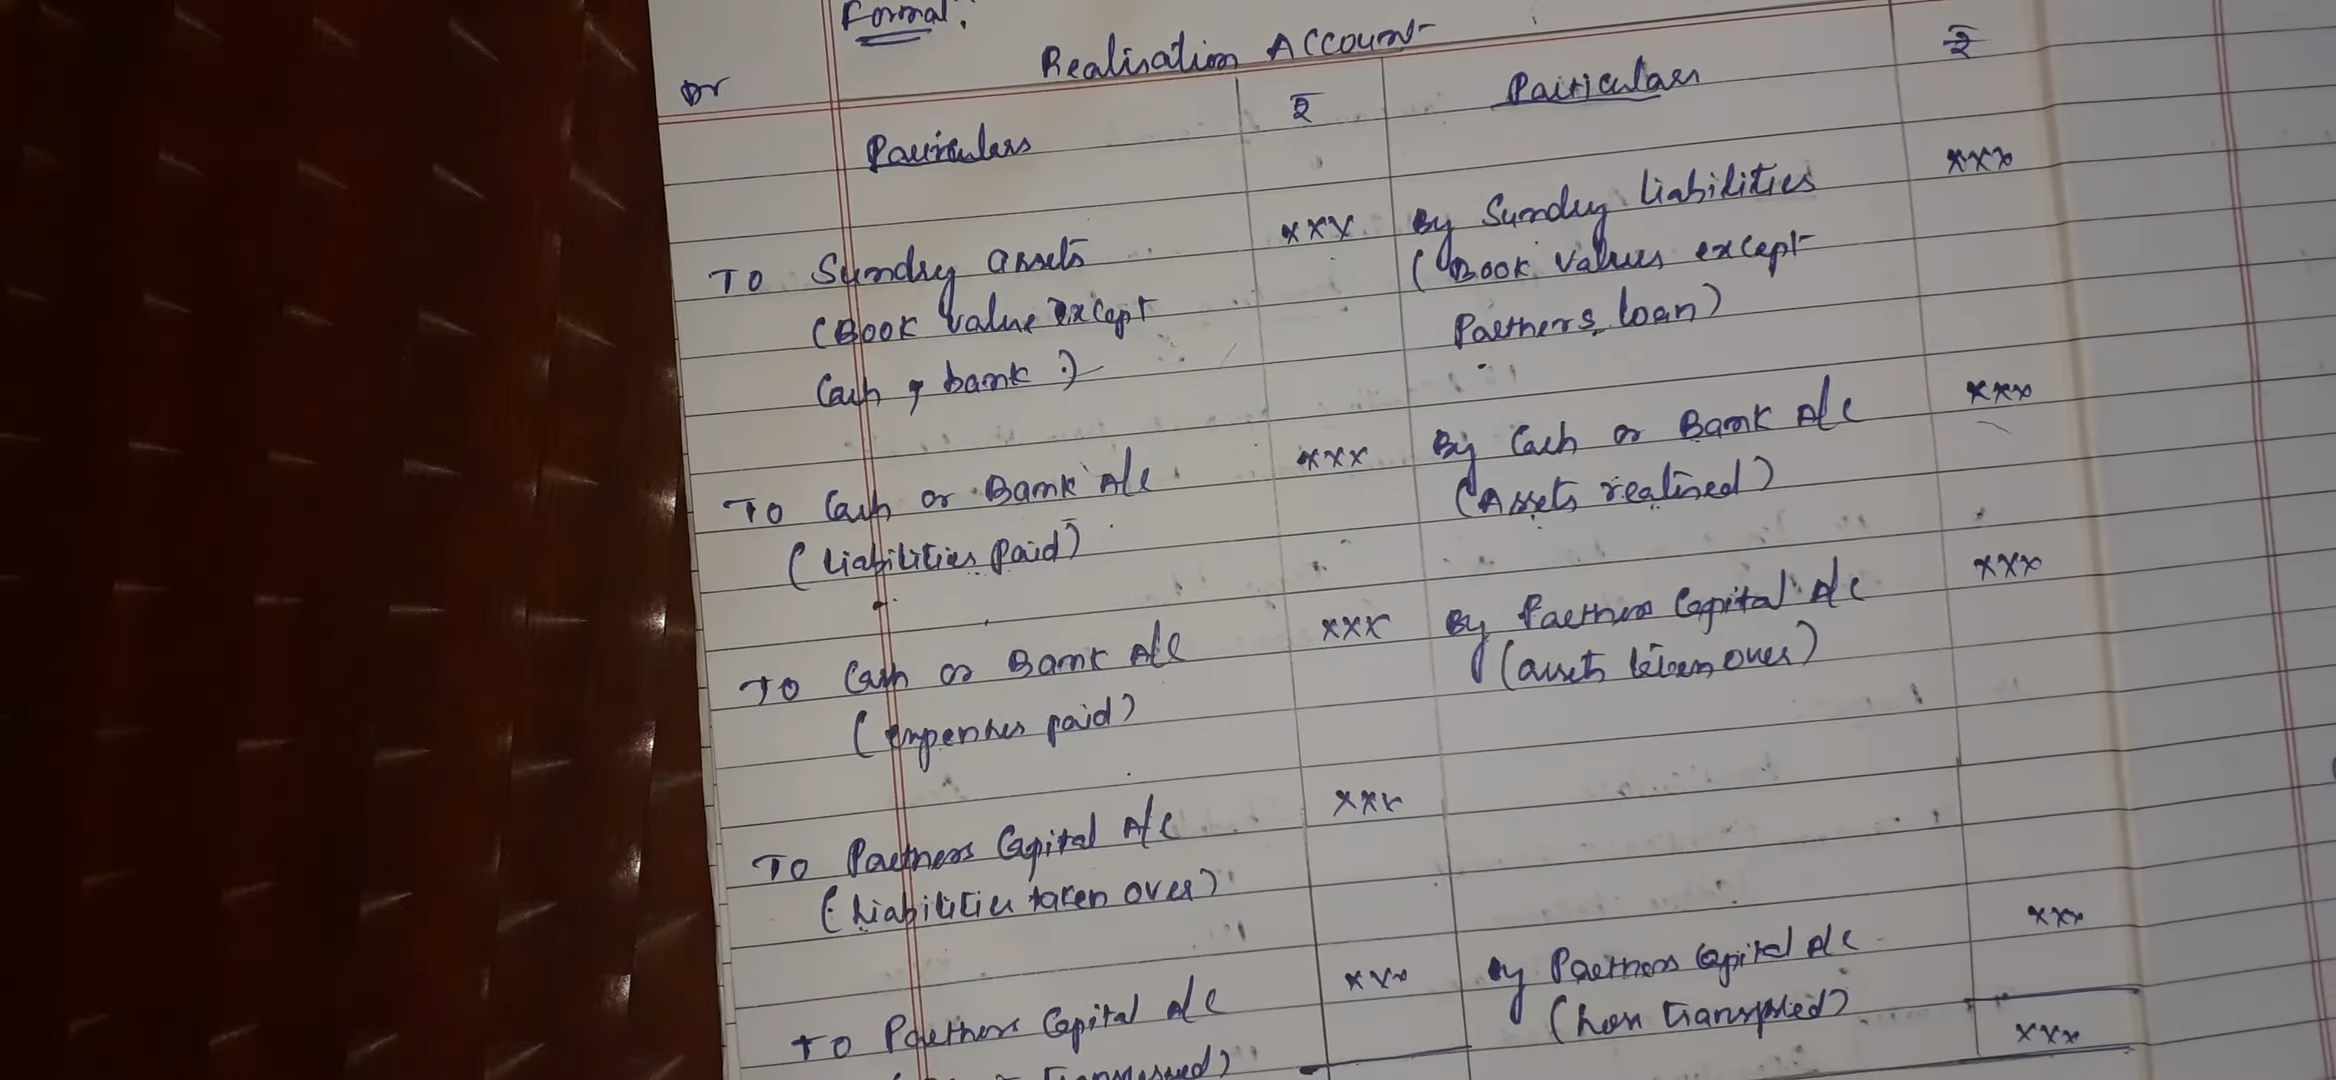 Format.
Realisation Account
Dr
Particulars ₹ Particulars ₹
To Sundry assets xxx
(Book value except
Cash & bank)
To Cash or Bank A/c xxx
(Liabilities paid)
To Cash or Bank A/c xxx
(expenses paid)
To Partners Capital A/c xxx
(Liabilities taken over)
To Partners Capital A/c xxx
transferred)
By Sundry liabilities xxx
(Book values except
Partners loan)
By Cash or Bank A/c xxx
(Assets realised)
By Partners Capital A/c xxx
(assets taken over)
By Partners Capital A/c xxx
(loss transferred)
xxx